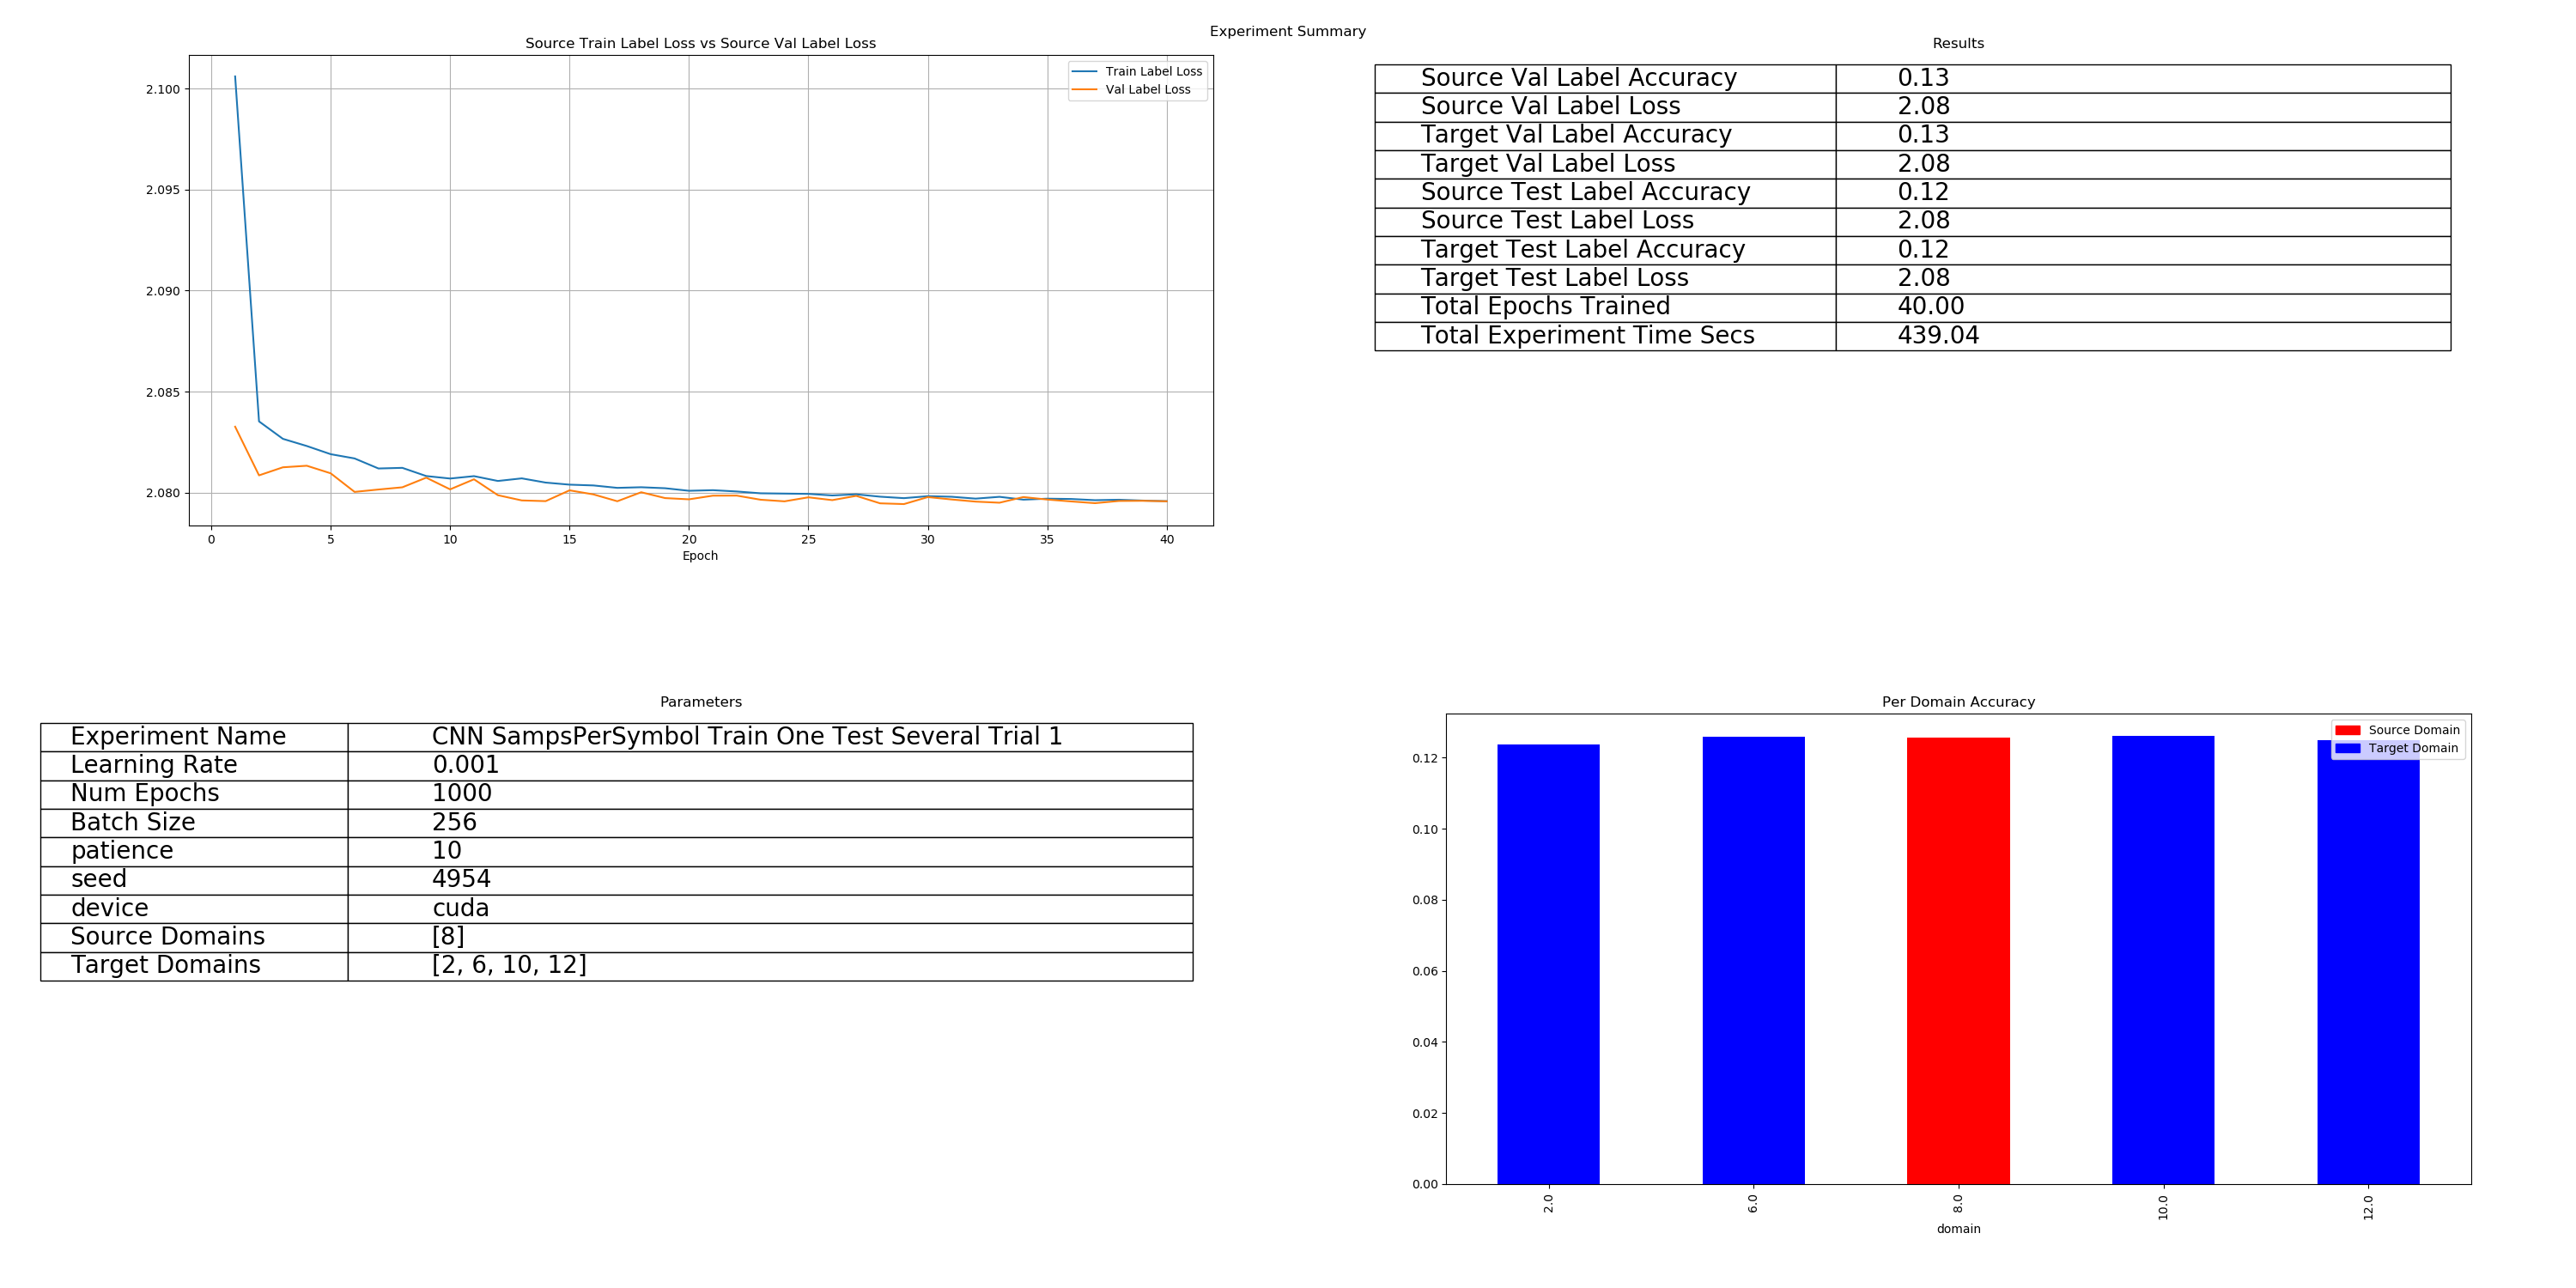 Experiment Summary
Source Train Label Loss vs Source Val Label Loss
Train Label Loss
Val Label Loss
2.100
2.095
2.090
2.085
2.080
0 5 10 15 20 25 30 35 40
Epoch
Results
Source Val Label Accuracy 0.13
Source Val Label Loss 2.08
Target Val Label Accuracy 0.13
Target Val Label Loss 2.08
Source Test Label Accuracy 0.12
Source Test Label Loss 2.08
Target Test Label Accuracy 0.12
Target Test Label Loss 2.08
Total Epochs Trained 40.00
Total Experiment Time Secs 439.04
Parameters
Experiment Name CNN SampsPerSymbol Train One Test Several Trial 1
Learning Rate 0.001
Num Epochs 1000
Batch Size 256
patience 10
seed 4954
device cuda
Source Domains [8]
Target Domains [2, 6, 10, 12]
Per Domain Accuracy
Source Domain
Target Domain
0.12
0.10
0.08
0.06
0.04
0.02
0.00
2.0 6.0 8.0 10.0 12.0
domain